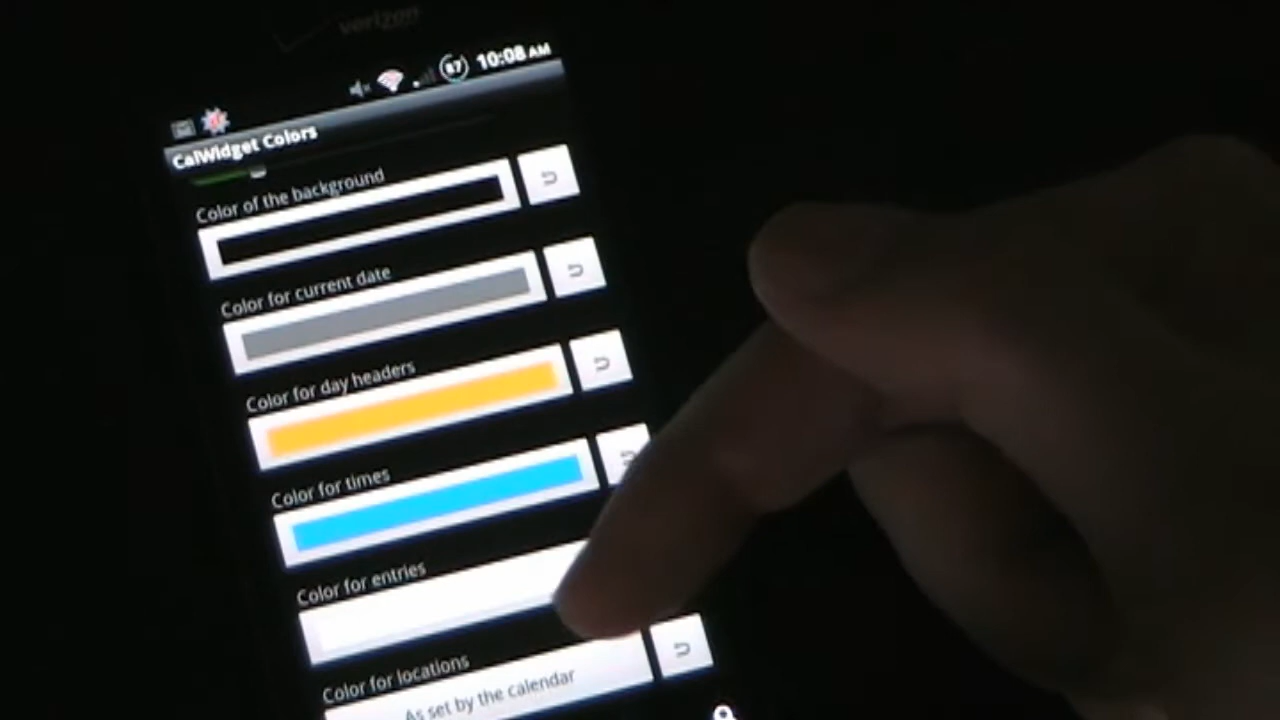 verizon
87 10:08 AM
CalWidget Colors
Color of the background
Color for current date
Color for day headers
Color for times
Color for entries
Color for locations
As set by the calendar